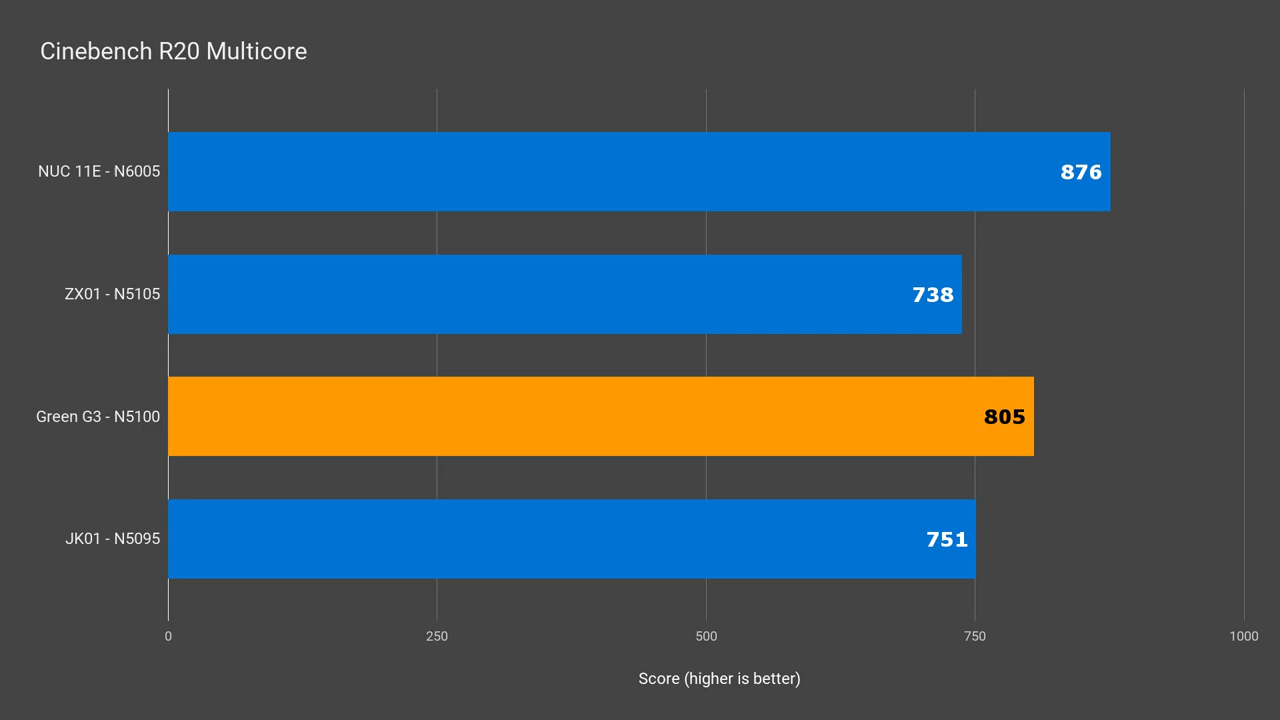 Cinebench R20 Multicore
NUC 11E - N6005
876
ZX01 - N5105
738
Green G3 - N5100
805
JK01 - N5095
751
0 250 500 750 1000
Score (higher is better)